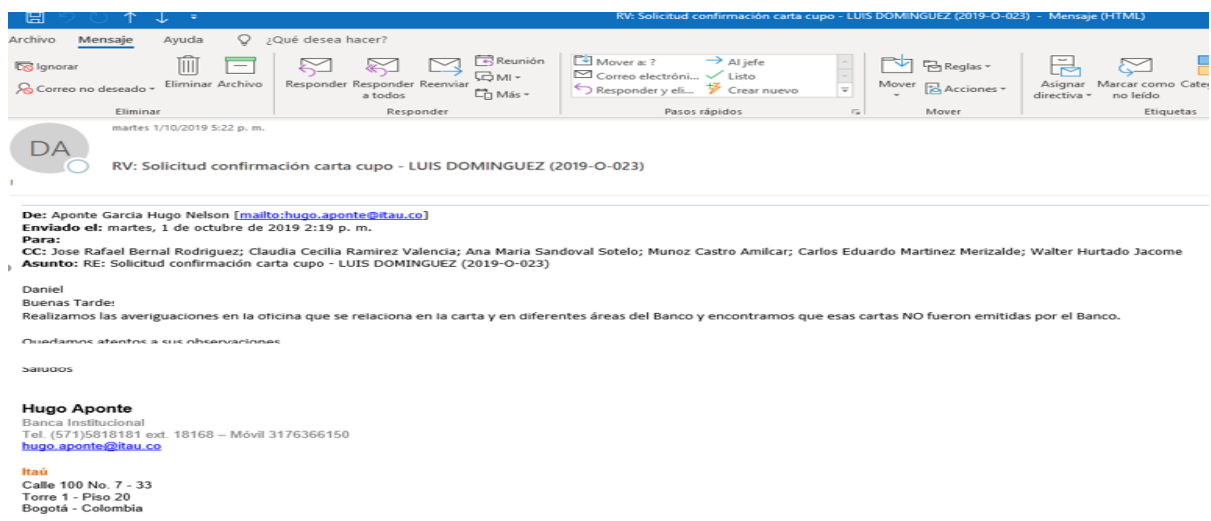 RV: Solicitud confirmación carta cupo - LUIS DOMINGUEZ (2019-O-023) - Mensaje (HTML)
Archivo Mensaje Ayuda ¿Qué desea hacer?
Ignorar
Correo no deseado
Eliminar Archivo
Eliminar
Responder Responder a todos Reenviar
Reunión
MI
Más
Responder
Mover a: ?
Correo electróni...
Responder y eli...
Al jefe
Listo
Crear nuevo
Pasos rápidos
Mover
Reglas
Acciones
Mover
Asignar directiva
Marcar como no leído
Etiquetas
martes 1/10/2019 5:22 p. m.
DA
RV: Solicitud confirmación carta cupo - LUIS DOMINGUEZ (2019-O-023)
De: Aponte Garcia Hugo Nelson [mailto:hugo.aponte@itau.co]
Enviado el: martes, 1 de octubre de 2019 2:19 p. m.
Para:
CC: Jose Rafael Bernal Rodriguez; Claudia Cecilia Ramirez Valencia; Ana Maria Sandoval Sotelo; Munoz Castro Amilcar; Carlos Eduardo Martinez Merizalde; Walter Hurtado Jacome
Asunto: RE: Solicitud confirmación carta cupo - LUIS DOMINGUEZ (2019-O-023)
Daniel
Buenas Tardes
Realizamos las averiguaciones en la oficina que se relaciona en la carta y en diferentes áreas del Banco y encontramos que esas cartas NO fueron emitidas por el Banco.
Quedamos atentos a sus observaciones
Saludos
Hugo Aponte
Banca Institucional
Tel. (571)5818181 ext. 18168 – Móvil 3176366150
hugo.aponte@itau.co
Itaú
Calle 100 No. 7 - 33
Torre 1 - Piso 20
Bogotá - Colombia